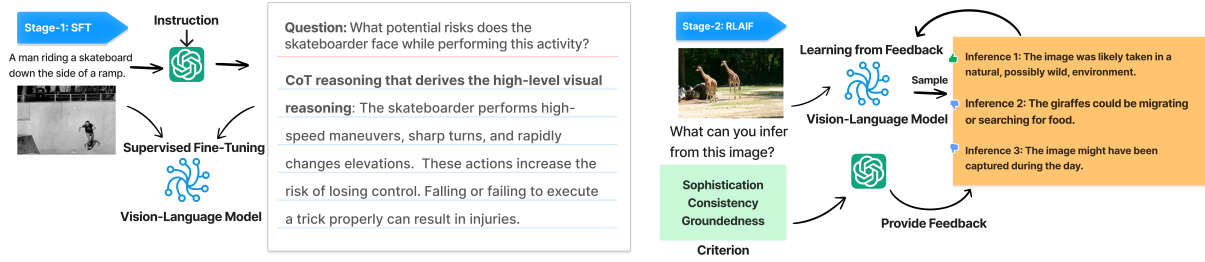 Stage-1: SFT
Instruction
A man riding a skateboard
down the side of a ramp.
Supervised Fine-Tuning
Vision-Language Model
Question: What potential risks does the
skateboarder face while performing this activity?
CoT reasoning that derives the high-level visual
reasoning: The skateboarder performs high-
speed maneuvers, sharp turns, and rapidly
changes elevations. These actions increase the
risk of losing control. Falling or failing to execute
a trick properly can result in injuries.
Stage-2: RLAIF
Learning from Feedback
Vision-Language Model
Sample
What can you infer
from this image?
Sophistication
Consistency
Groundedness
Criterion
Provide Feedback
Inference 1: The image was likely taken in a
natural, possibly wild, environment.
Inference 2: The giraffes could be migrating
or searching for food.
Inference 3: The image might have been
captured during the day.